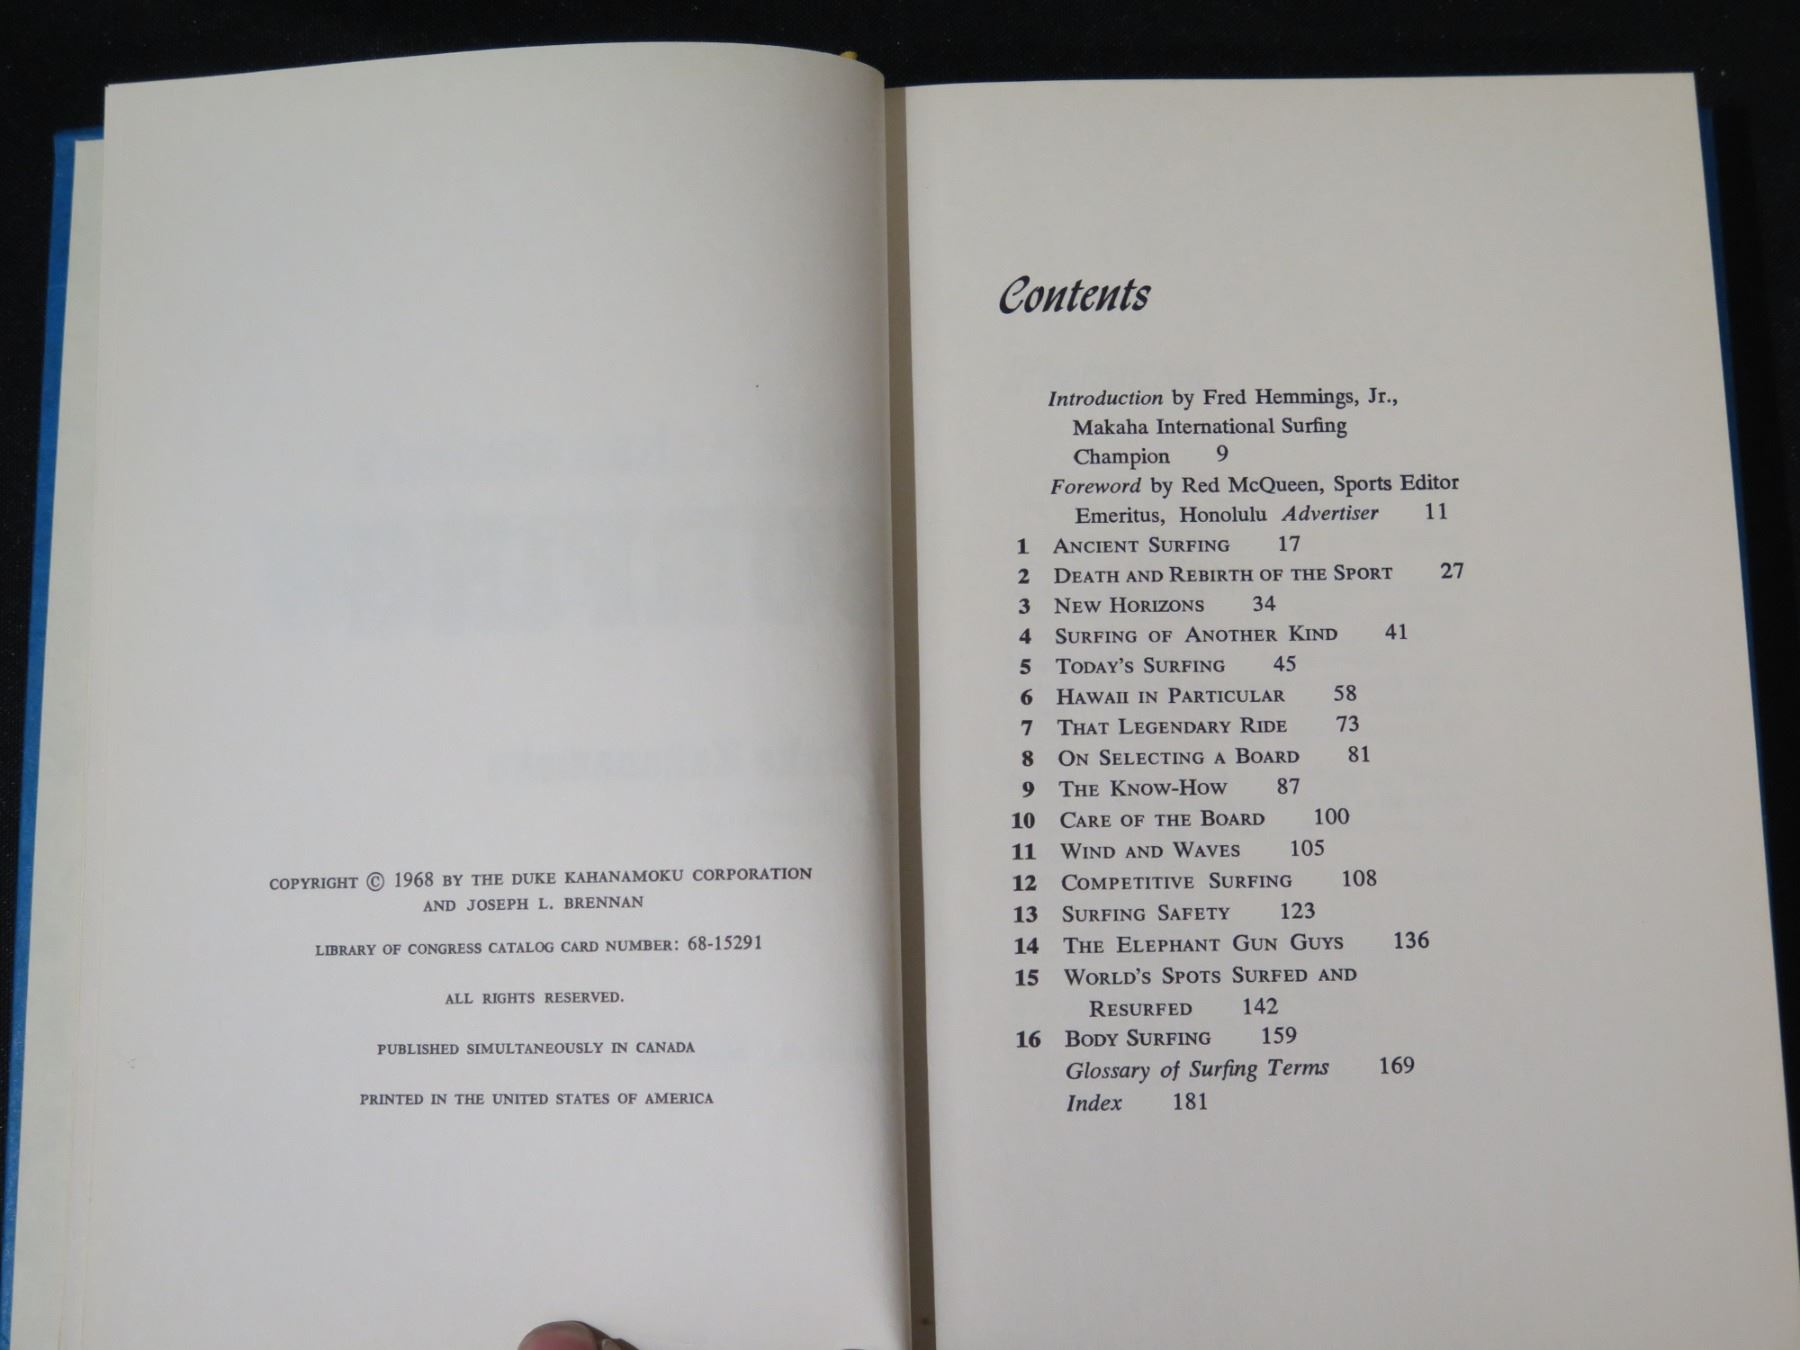 COPYRIGHT © 1968 BY THE DUKE KAHANAMOKU CORPORATION
AND JOSEPH L. BRENNAN
LIBRARY OF CONGRESS CATALOG CARD NUMBER: 68-15291
ALL RIGHTS RESERVED.
PUBLISHED SIMULTANEOUSLY IN CANADA
PRINTED IN THE UNITED STATES OF AMERICA
Contents
Introduction by Fred Hemmings, Jr.,
Makaha International Surfing
Champion 9
Foreword by Red McQueen, Sports Editor
Emeritus, Honolulu Advertiser 11
1 ANCIENT SURFING 17
2 DEATH AND REBIRTH OF THE SPORT 27
3 NEW HORIZONS 34
4 SURFING OF ANOTHER KIND 41
5 TODAY'S SURFING 45
6 HAWAII IN PARTICULAR 58
7 THAT LEGENDARY RIDE 73
8 ON SELECTING A BOARD 81
9 THE KNOW-HOW 87
10 CARE OF THE BOARD 100
11 WIND AND WAVES 105
12 COMPETITIVE SURFING 108
13 SURFING SAFETY 123
14 THE ELEPHANT GUN GUYS 136
15 WORLD'S SPOTS SURFED AND
RESURFED 142
16 BODY SURFING 159
Glossary of Surfing Terms 169
Index 181